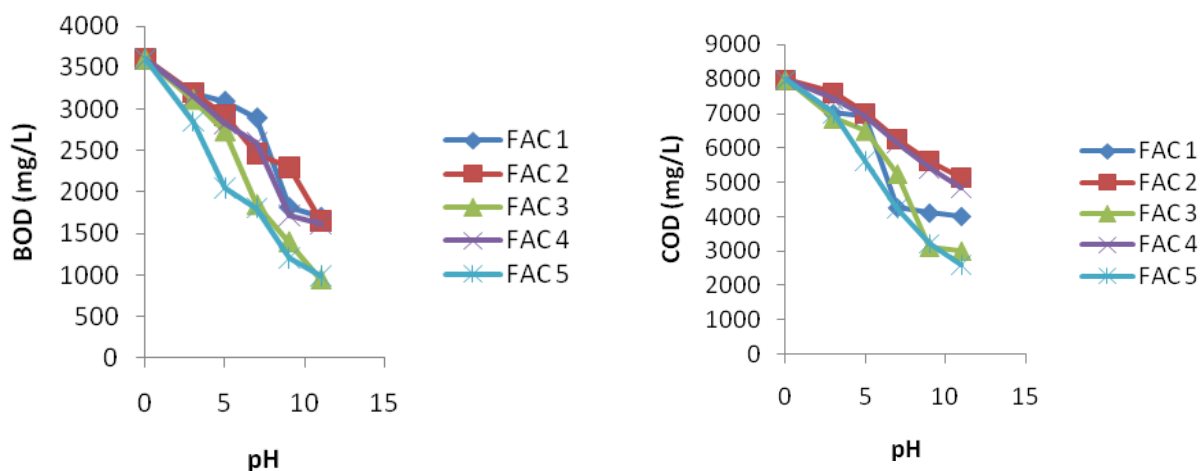 BOD (mg/L)
4000
3500
3000
2500
2000
1500
1000
500
0
0 5 10 15
pH
FAC 1
FAC 2
FAC 3
FAC 4
FAC 5
COD (mg/L)
9000
8000
7000
6000
5000
4000
3000
2000
1000
0
0 5 10 15
pH
FAC 1
FAC 2
FAC 3
FAC 4
FAC 5